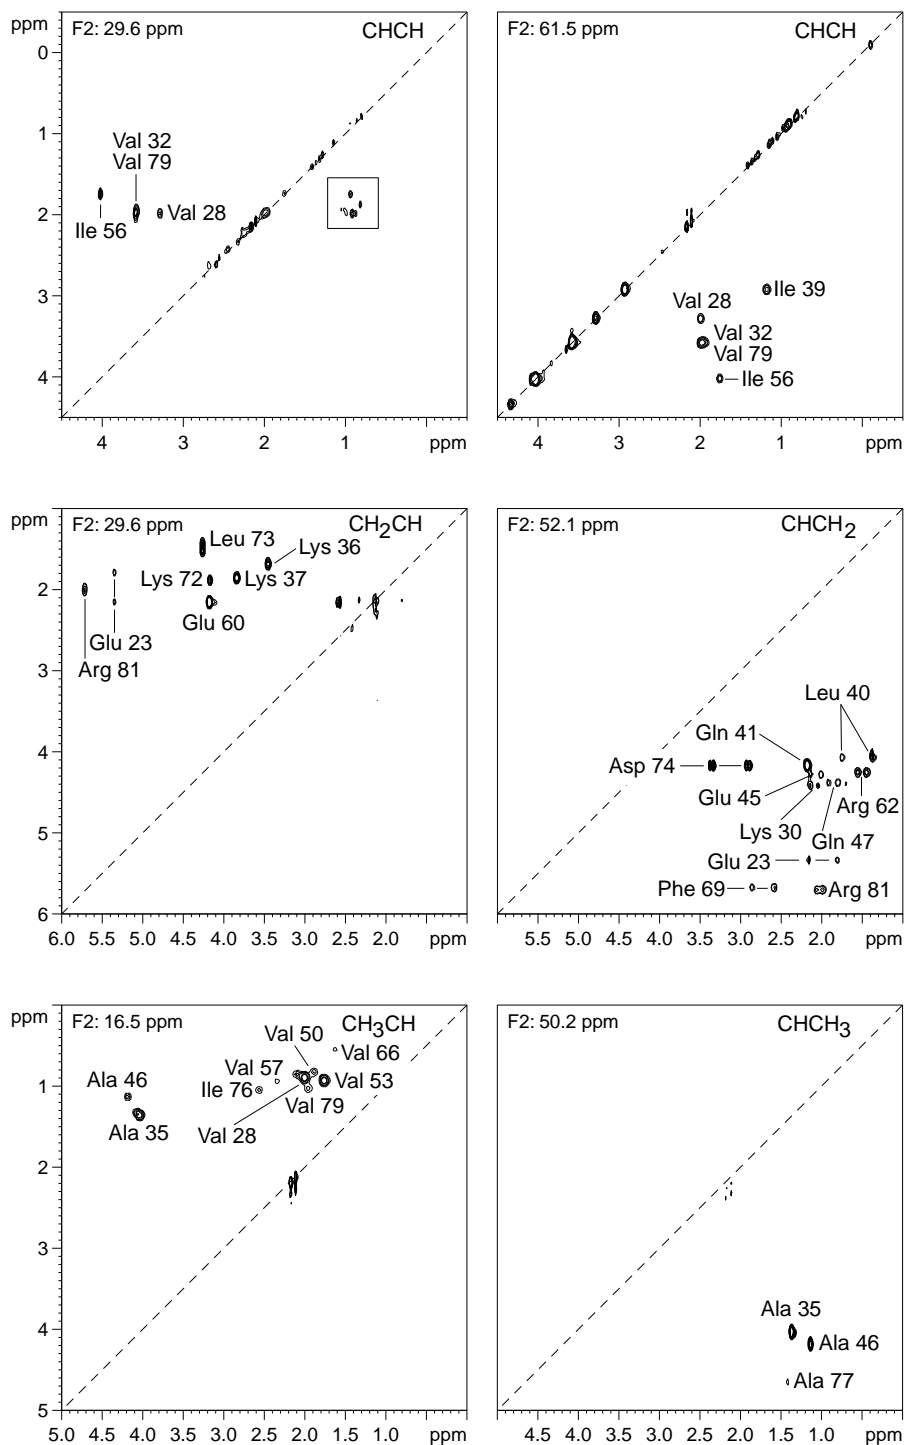 ppm
F2: 29.6 ppm
CHCH
0
1
2
3
4
Val 32
Val 79
Val 28
Ile 56
4
3
2
1
ppm
F2: 61.5 ppm
CHCH
Ile 39
Val 28
Val 32
Val 79
Ile 56
4
3
2
1
ppm
ppm
F2: 29.6 ppm
CH2CH
Leu 73
Lys 36
Lys 72
Lys 37
Glu 60
Glu 23
Arg 81
2
3
4
5
6
6.0 5.5 5.0 4.5 4.0 3.5 3.0 2.5 2.0 ppm
F2: 52.1 ppm
CHCH2
Leu 40
Gln 41
Asp 74
Glu 45
Arg 62
Lys 30
Gln 47
Glu 23
Phe 69
Arg 81
5.5 5.0 4.5 4.0 3.5 3.0 2.5 2.0 ppm
ppm
F2: 16.5 ppm
CH3CH
Val 50
Val 66
Val 57
Val 53
Ile 76
Ala 46
Val 79
Ala 35
Val 28
1
2
3
4
5
5.0 4.5 4.0 3.5 3.0 2.5 2.0 1.5 1.0 ppm
F2: 50.2 ppm
CHCH3
Ala 35
Ala 46
Ala 77
4.5 4.0 3.5 3.0 2.5 2.0 1.5 1.0 ppm